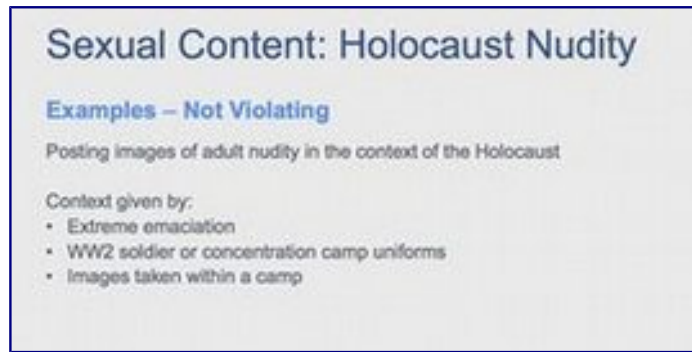 Sexual Content: Holocaust Nudity
Examples – Not Violating
Posting images of adult nudity in the context of the Holocaust
Context given by:
• Extreme emaciation
• WW2 soldier or concentration camp uniforms
• Images taken within a camp